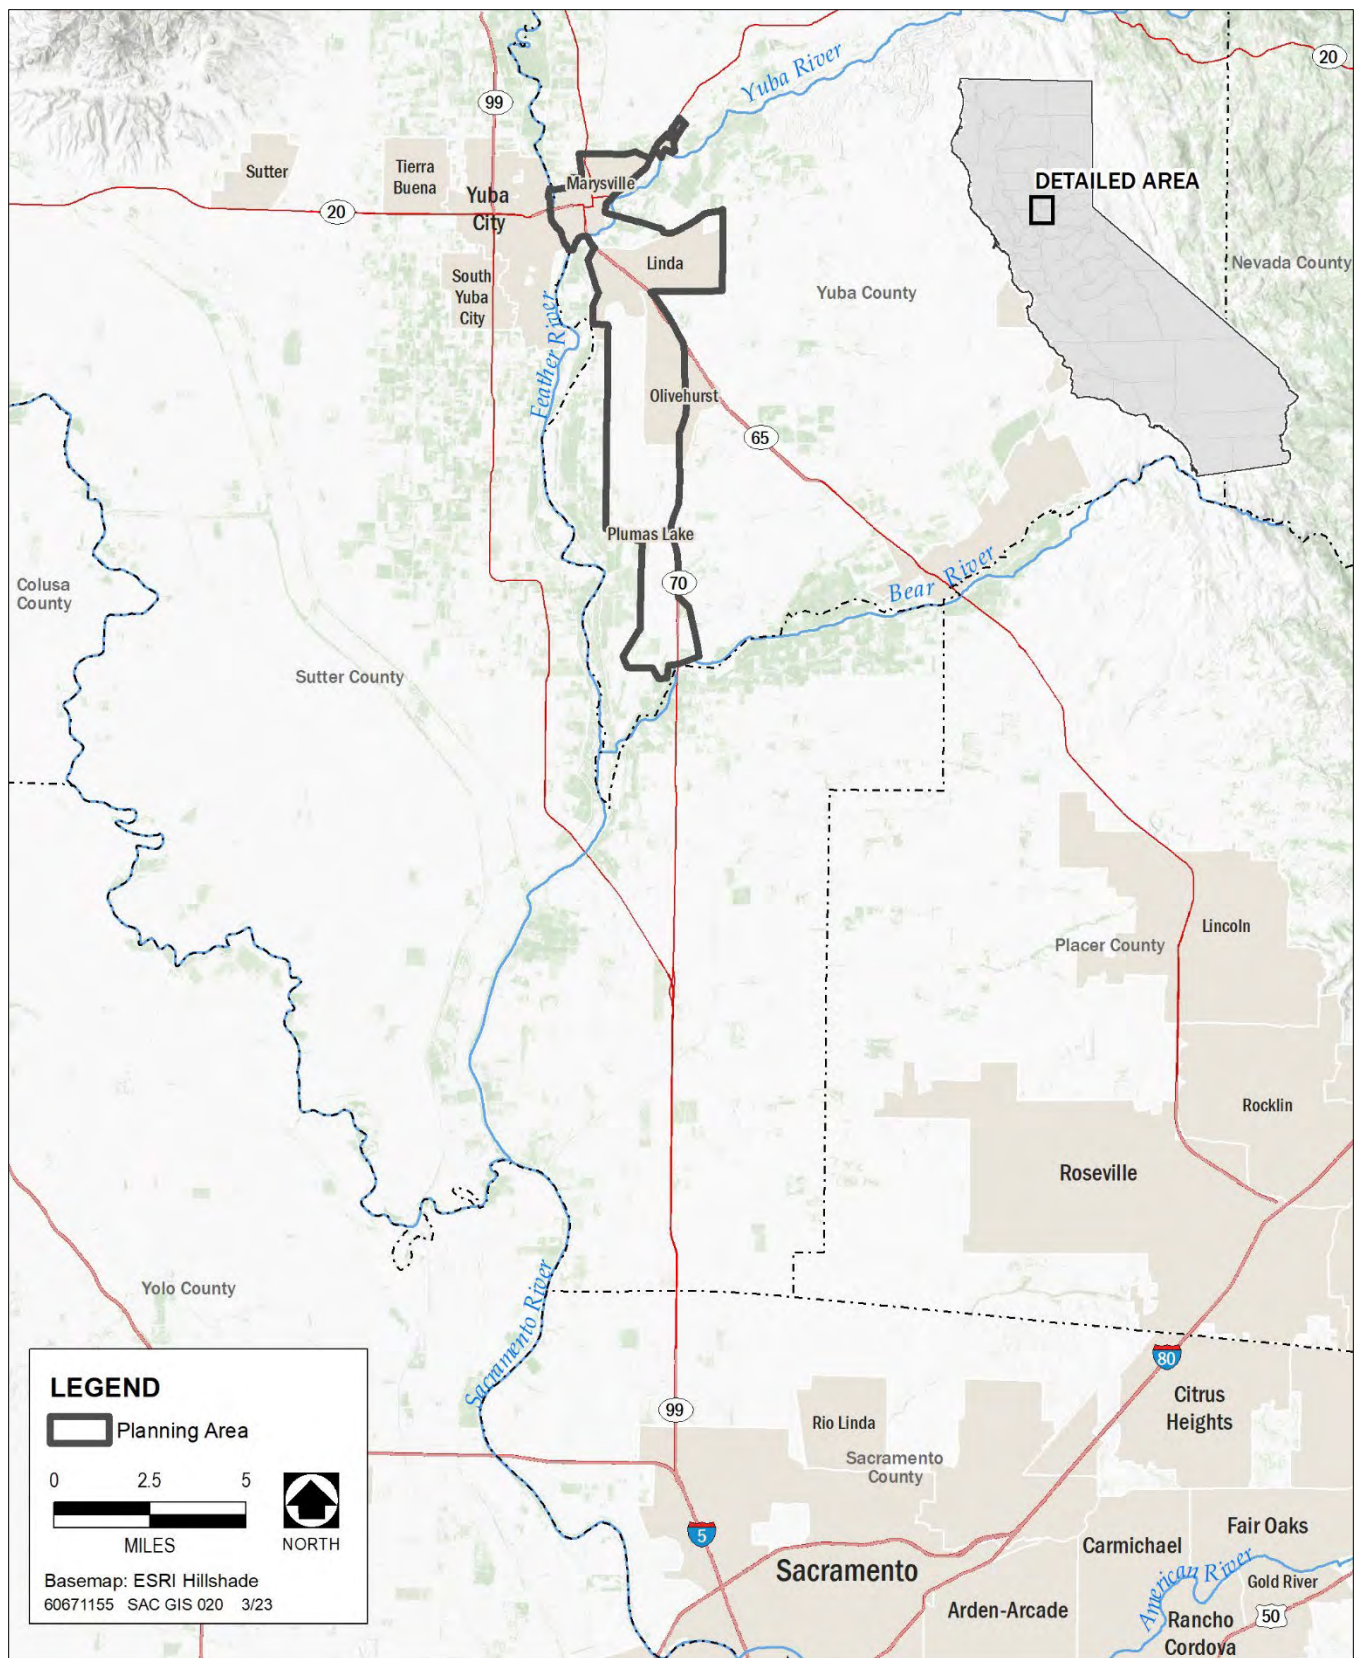 20
99
Yuba River
Sutter
Tierra
Buena
Yuba
City
Marysville
DETAILED AREA
20
Linda
South
Yuba
City
Feather River
Yuba County
Nevada County
Olivehurst
65
Plumas Lake
70
Bear River
Colusa
County
Sutter County
Lincoln
Placer County
Rocklin
Roseville
Yolo County
Sacramento River
80
Citrus
Heights
99
Rio Linda
Sacramento
County
5
Sacramento
Carmichael
Fair Oaks
American River
Gold River
Arden-Arcade
Rancho
Cordova
50
LEGEND
Planning Area
0 2.5 5
MILES
NORTH
Basemap: ESRI Hillshade
60671155 SAC GIS 020 3/23